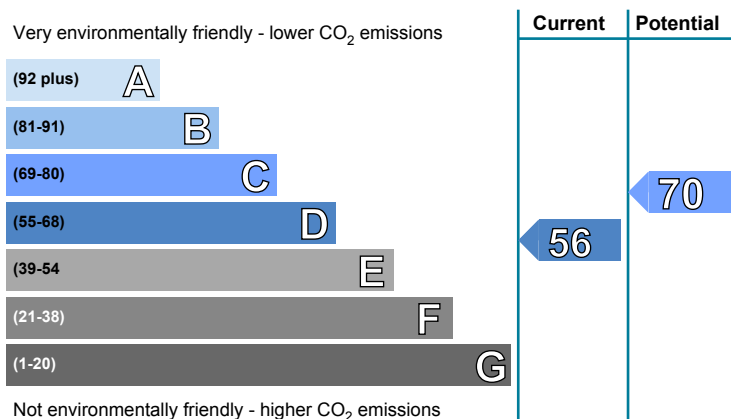 Very environmentally friendly - lower CO2 emissions
Current
Potential
(92 plus) A
(81-91) B
(69-80) C
70
(55-68) D
56
(39-54 E
(21-38) F
(1-20) G
Not environmentally friendly - higher CO2 emissions